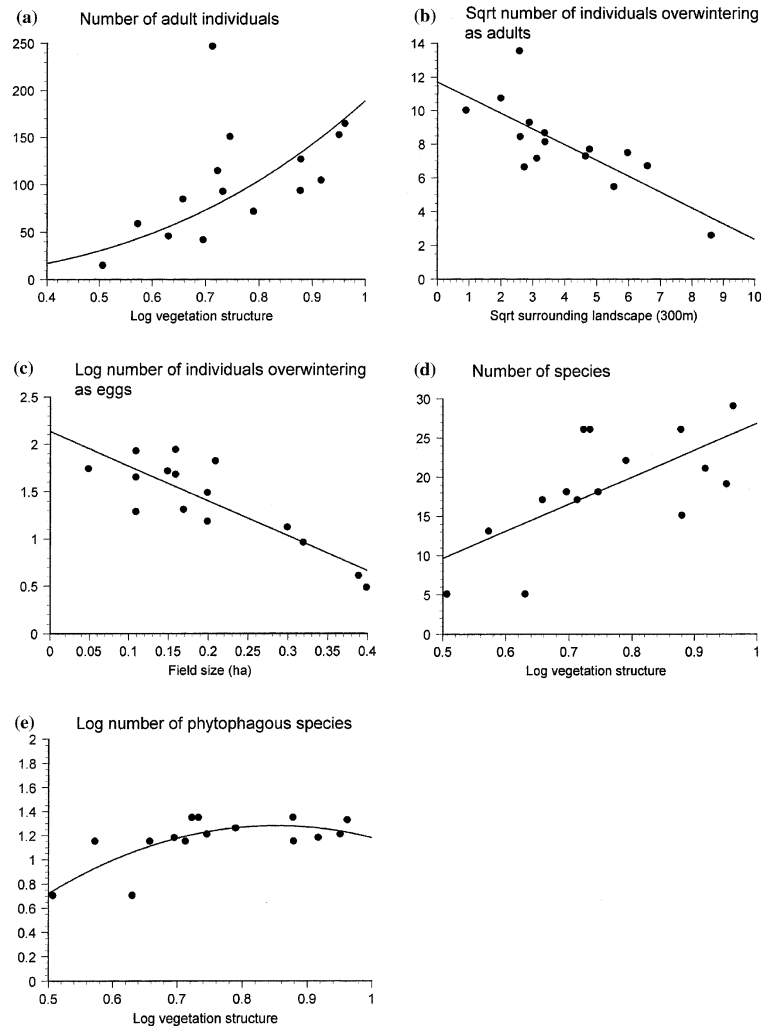 (a) Number of adult individuals
250
200
150
100
50
0
0.4 0.5 0.6 0.7 0.8 0.9 1
Log vegetation structure
(b) Sqrt number of individuals overwintering
as adults
14
12
10
8
6
4
2
0
0 1 2 3 4 5 6 7 8 9 10
Sqrt surrounding landscape (300m)
(c) Log number of individuals overwintering
as eggs
2.5
2
1.5
1
0.5
0
0 0.05 0.1 0.15 0.2 0.25 0.3 0.35 0.4
Field size (ha)
(d) Number of species
30
25
20
15
10
5
0
0.5 0.6 0.7 0.8 0.9 1
Log vegetation structure
(e) Log number of phytophagous species
2
1.8
1.6
1.4
1.2
1
0.8
0.6
0.4
0.2
0
0.5 0.6 0.7 0.8 0.9 1
Log vegetation structure